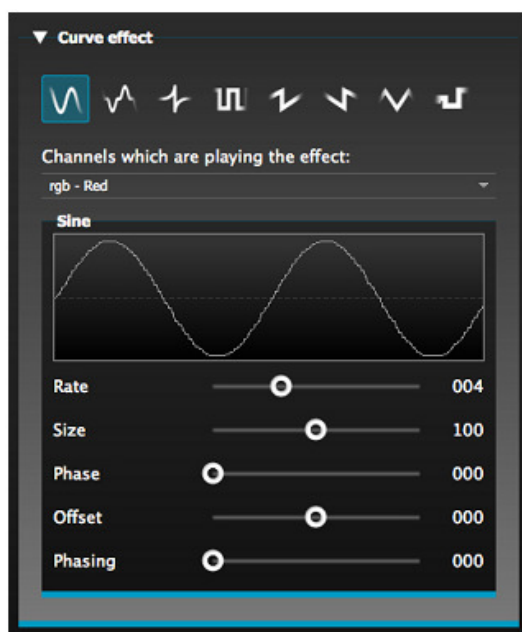 Curve effect
Channels which are playing the effect:
rgb - Red
Sine
Rate 004
Size 100
Phase 000
Offset 000
Phasing 000